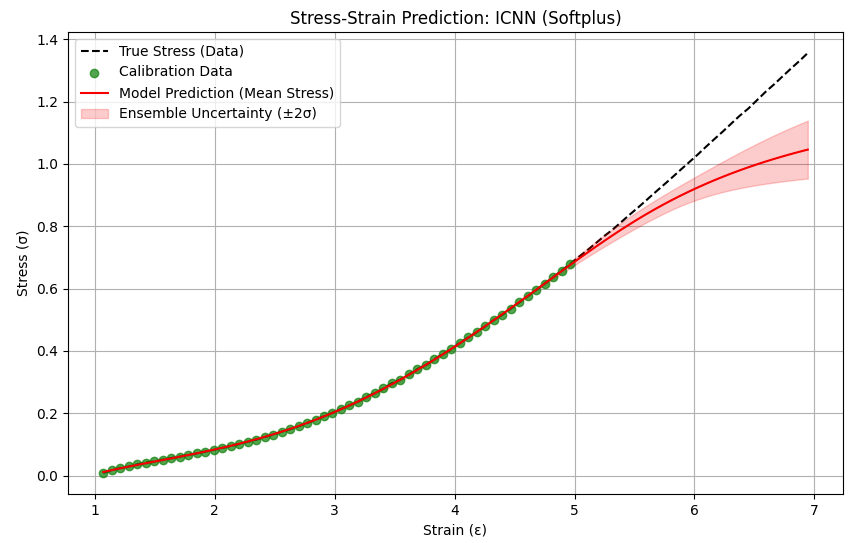 Stress-Strain Prediction: ICNN (Softplus)
True Stress (Data)
Calibration Data
Model Prediction (Mean Stress)
Ensemble Uncertainty (±2σ)
Stress (σ)
1.4
1.2
1.0
0.8
0.6
0.4
0.2
0.0
1 2 3 4 5 6 7
Strain (ε)